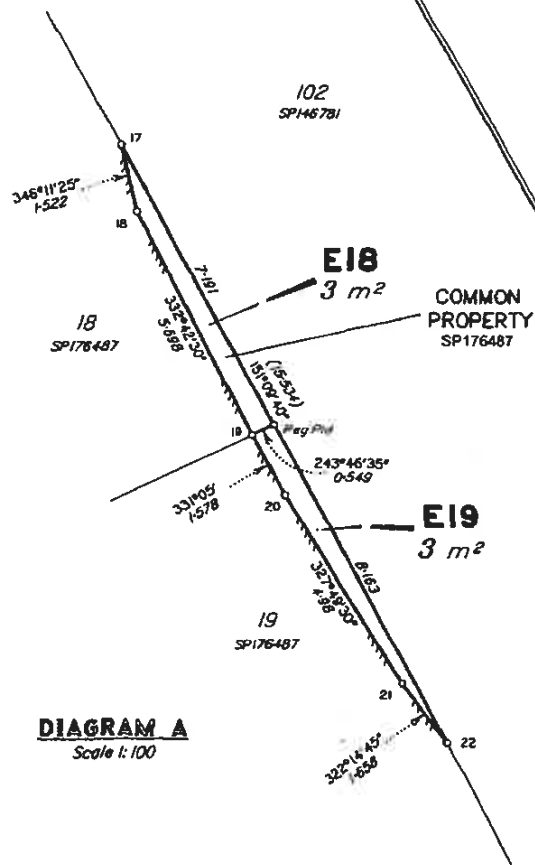 102
SP146781
17
346°11'25"
1·522
18
7·191
E18
3 m²
332°42'30"
5·698
COMMON
PROPERTY
SP176487
18
SP176487
(15·534)
151°09'40"
19
Peg Pld
243°46'35"
0·549
331°05'
1·578
20
E19
3 m²
8·163
327°49'30"
4·98
19
SP176487
21
22
322°14'45"
1·658
DIAGRAM A
Scale 1:100